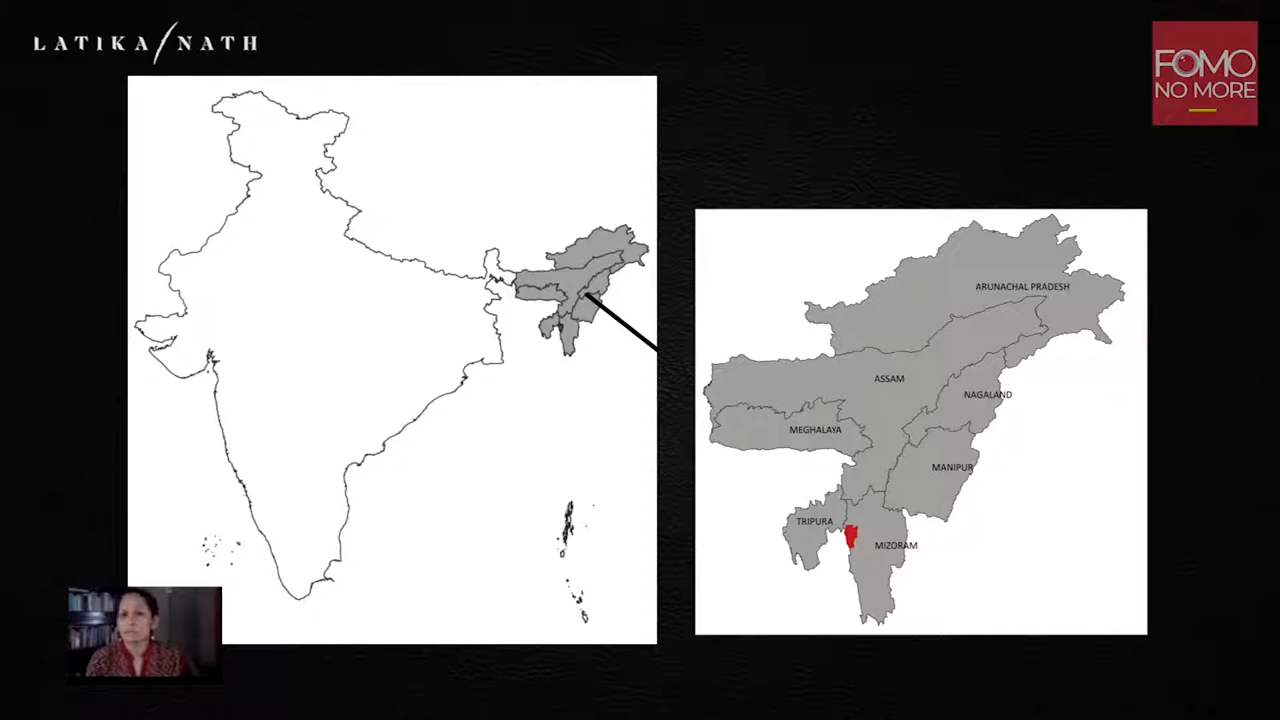 LATIKA/NATH
FOMO
NO MORE
ARUNACHAL PRADESH
ASSAM
NAGALAND
MEGHALAYA
MANIPUR
TRIPURA
MIZORAM